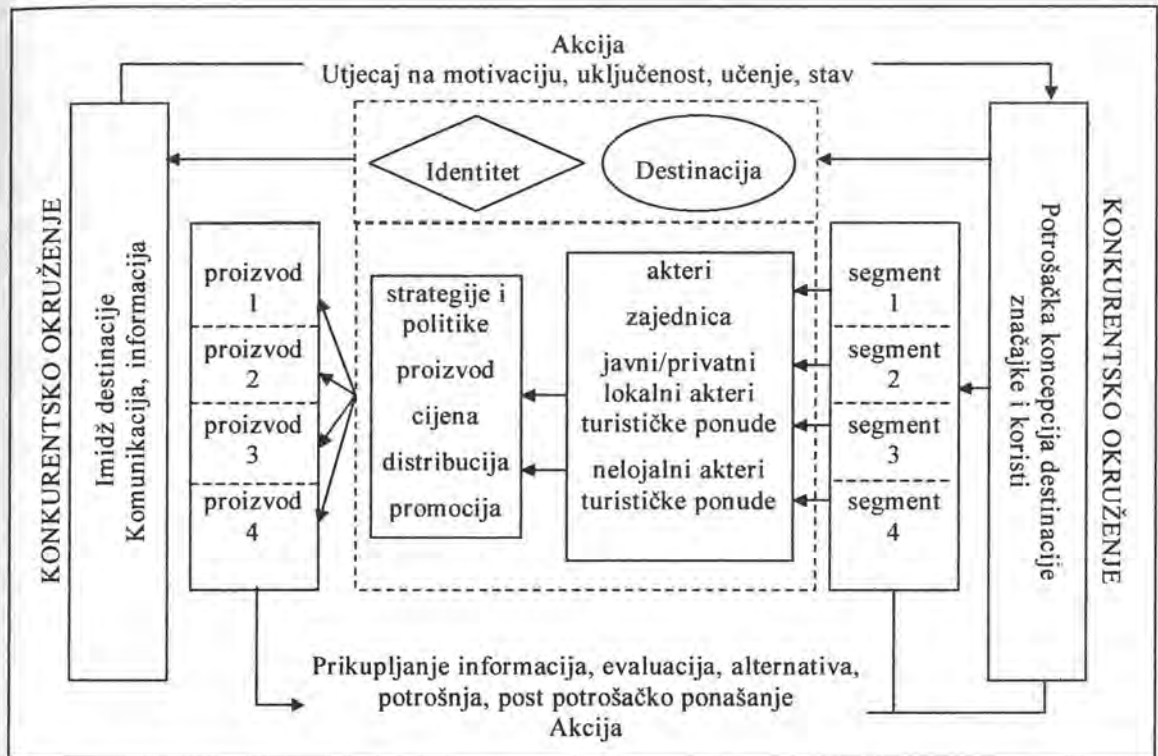 Akcija
Utjecaj na motivaciju, uključenost, učenje, stav
KONKURENTSKO OKRUŽENJE
Imidž destinacije
Komunikacija, informacija
Identitet
Destinacija
proizvod
1
proizvod
2
proizvod
3
proizvod
4
strategije i
politike
proizvod
cijena
distribucija
promocija
akteri
zajednica
javni/privatni
lokalni akteri
turističke ponude
nelojalni akteri
turističke ponude
segment
1
segment
2
segment
3
segment
4
Potrošačka koncepcija destinacije
značajke i koristi
KONKURENTSKO OKRUŽENJE
Prikupljanje informacija, evaluacija, alternativa,
potrošnja, post potrošačko ponašanje
Akcija